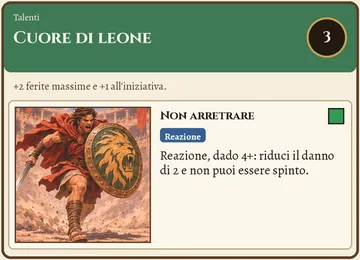 Talenti
Cuore di leone
3
+2 ferite massime e +1 all'iniziativa.
Non arretrare
Reazione
Reazione, dado 4+: riduci il danno
di 2 e non puoi essere spinto.